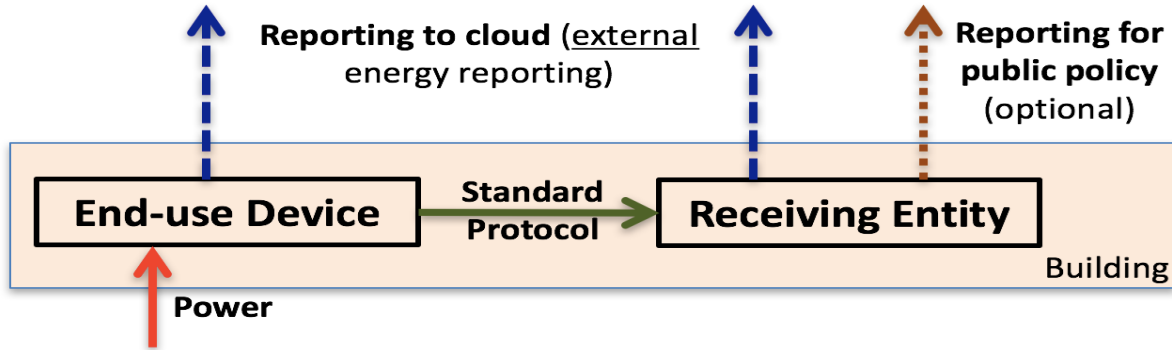 Reporting to cloud (external
energy reporting)
Reporting for
public policy
(optional)
End-use Device
Standard
Protocol
Receiving Entity
Building
Power